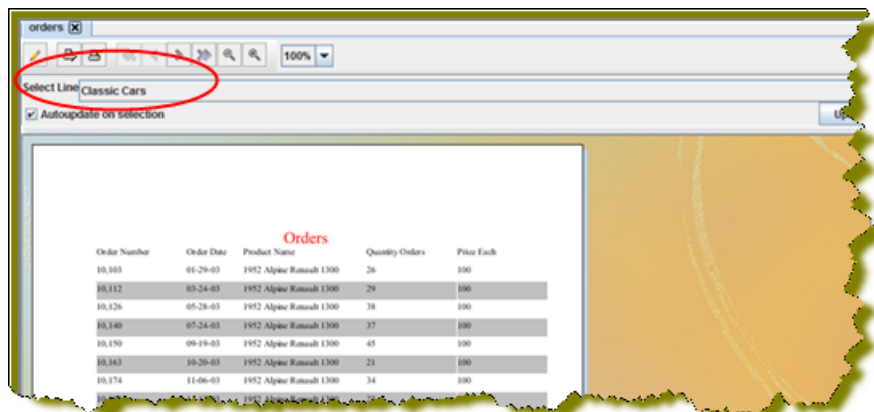 orders
100%
Select Line Classic Cars
Autoupdate on selection
Orders
Order Number Order Date Product Name Quantity Orders Price Each
10,103 01-29-03 1952 Alpine Renault 1300 26 100
10,112 03-24-03 1952 Alpine Renault 1300 29 100
10,126 05-28-03 1952 Alpine Renault 1300 38 100
10,140 07-24-03 1952 Alpine Renault 1300 37 100
10,150 09-19-03 1952 Alpine Renault 1300 45 100
10,163 10-20-03 1952 Alpine Renault 1300 21 100
10,174 11-06-03 1952 Alpine Renault 1300 34 100